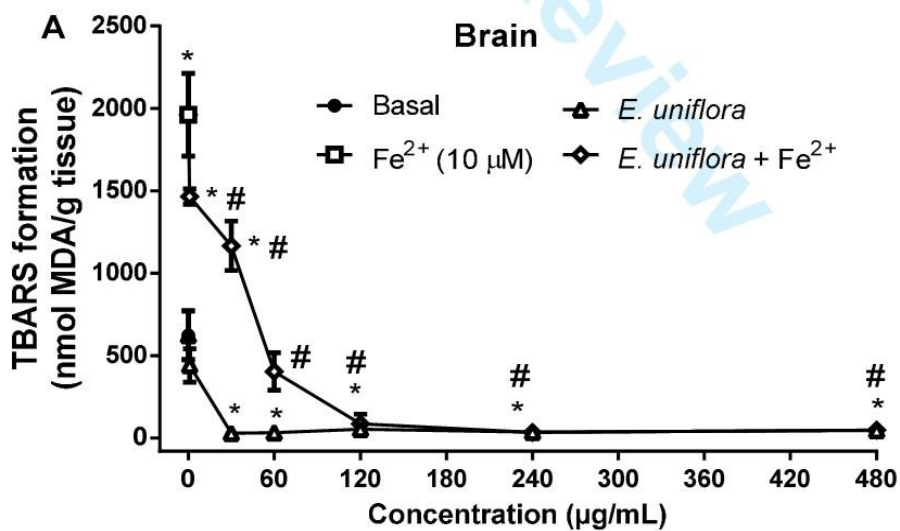 A
Brain
eview
Basal
Fe²⁺ (10 μM)
E. uniflora
E. uniflora + Fe²⁺
TBARS formation
(nmol MDA/g tissue)
2500
2000
1500
1000
500
0
*
* #
* #
#
#
*
#
*
#
*
*
*
0 60 120 180 240 300 360 420 480
Concentration (μg/mL)